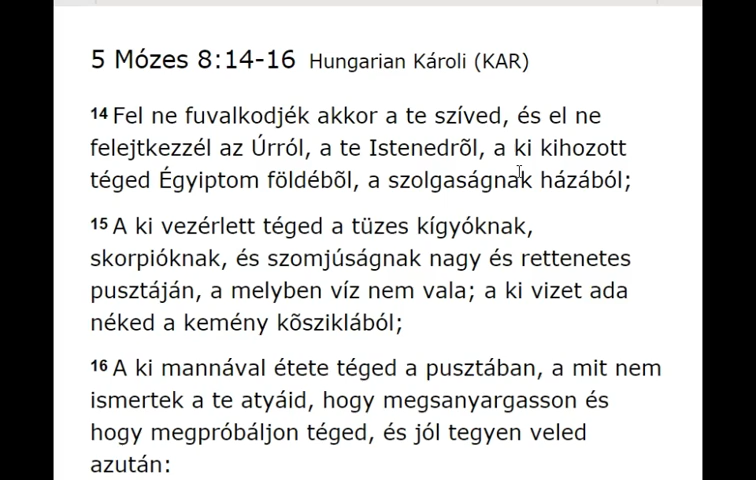 5 Mózes 8:14-16 Hungarian Károli (KAR)
14 Fel ne fuvalkodjék akkor a te szíved, és el ne
felejtkezzél az Úrról, a te Istenedrõl, a ki kihozott
téged Égyiptom földébõl, a szolgaságnak házából;
15 A ki vezérlett téged a tüzes kígyóknak,
skorpióknak, és szomjúságnak nagy és rettenetes
pusztáján, a melyben víz nem vala; a ki vizet ada
néked a kemény kõsziklából;
16 A ki mannával étete téged a pusztában, a mit nem
ismertek a te atyáid, hogy megsanyargasson és
hogy megpróbáljon téged, és jól tegyen veled
azután: